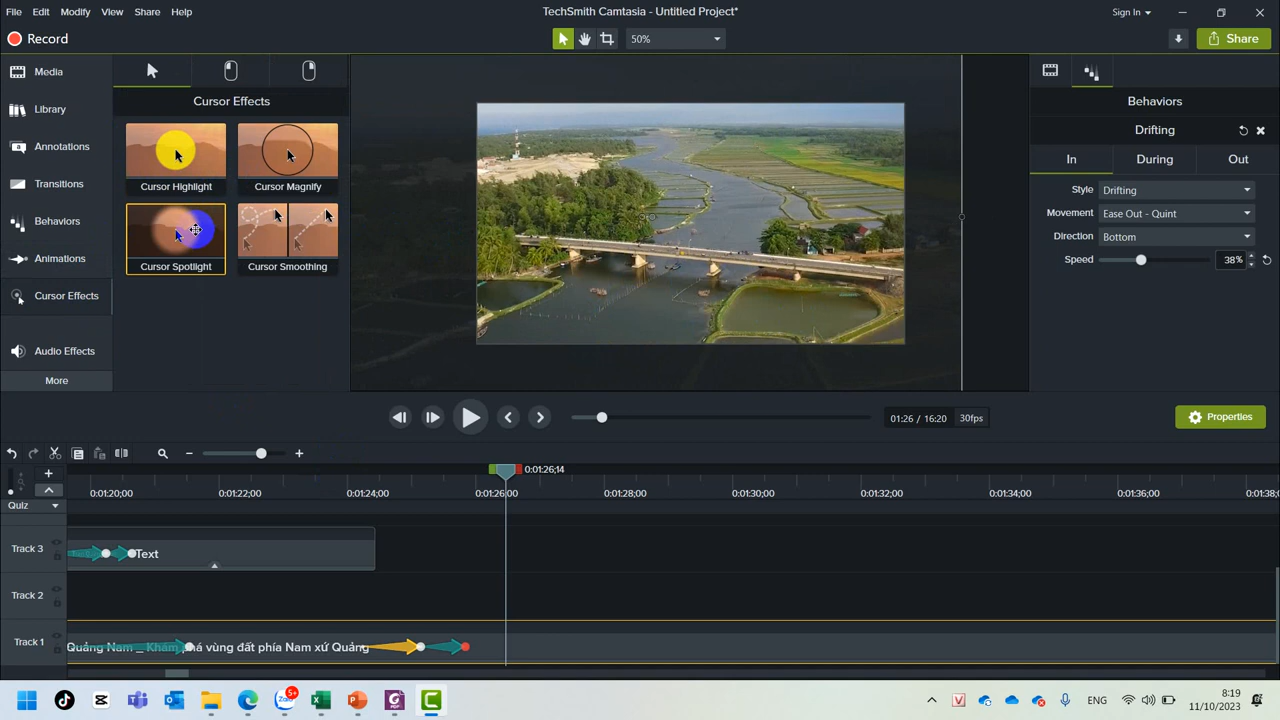 File Edit Modify View Share Help
TechSmith Camtasia - Untitled Project*
Sign In
Record
50%
Share
Media
Library
Annotations
Transitions
Behaviors
Animations
Cursor Effects
Audio Effects
More
Cursor Effects
Cursor Highlight
Cursor Magnify
Cursor Spotlight
Cursor Smoothing
Behaviors
Drifting
In During Out
Style Drifting
Movement Ease Out - Quint
Direction Bottom
Speed 38%
01:26 / 16:20 30fps
Properties
0:01:26;14
0:01:20;00 0:01:22;00 0:01:24;00 0:01:26;00 0:01:28;00 0:01:30;00 0:01:32;00 0:01:34;00 0:01:36;00 0:01:38;
Quiz
Track 3
Text
Track 2
Track 1
Quảng Nam _ Khám phá vùng đất phía Nam xứ Quảng
Zalo
5+
ENG
8:19
11/10/2023